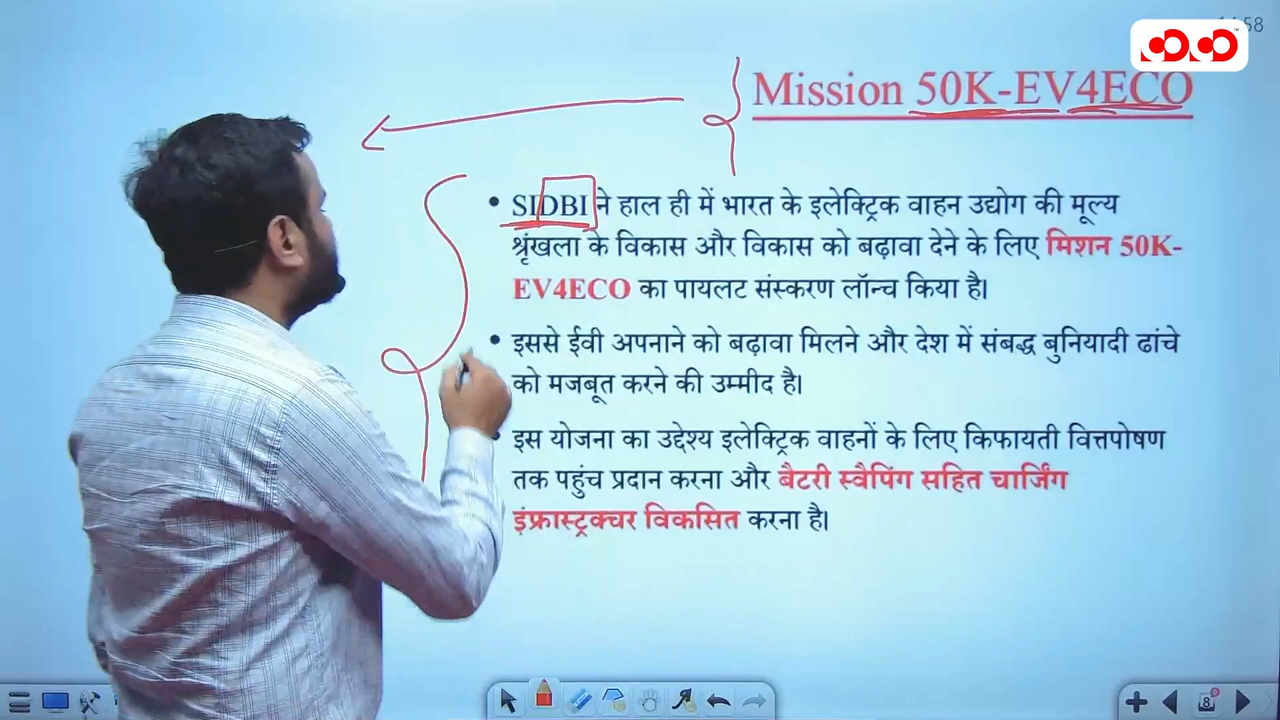 Mission 50K-EV4ECO
• SIDBI ने हाल ही में भारत के इलेक्ट्रिक वाहन उद्योग की मूल्य
श्रृंखला के विकास और विकास को बढ़ावा देने के लिए मिशन 50K-
EV4ECO का पायलट संस्करण लॉन्च किया है।
• इससे ईवी अपनाने को बढ़ावा मिलने और देश में संबद्ध बुनियादी ढांचे
को मजबूत करने की उम्मीद है।
इस योजना का उद्देश्य इलेक्ट्रिक वाहनों के लिए किफायती वित्तपोषण
तक पहुंच प्रदान करना और बैटरी स्वैपिंग सहित चार्जिंग
इंफ्रास्ट्रक्चर विकसित करना है।
8